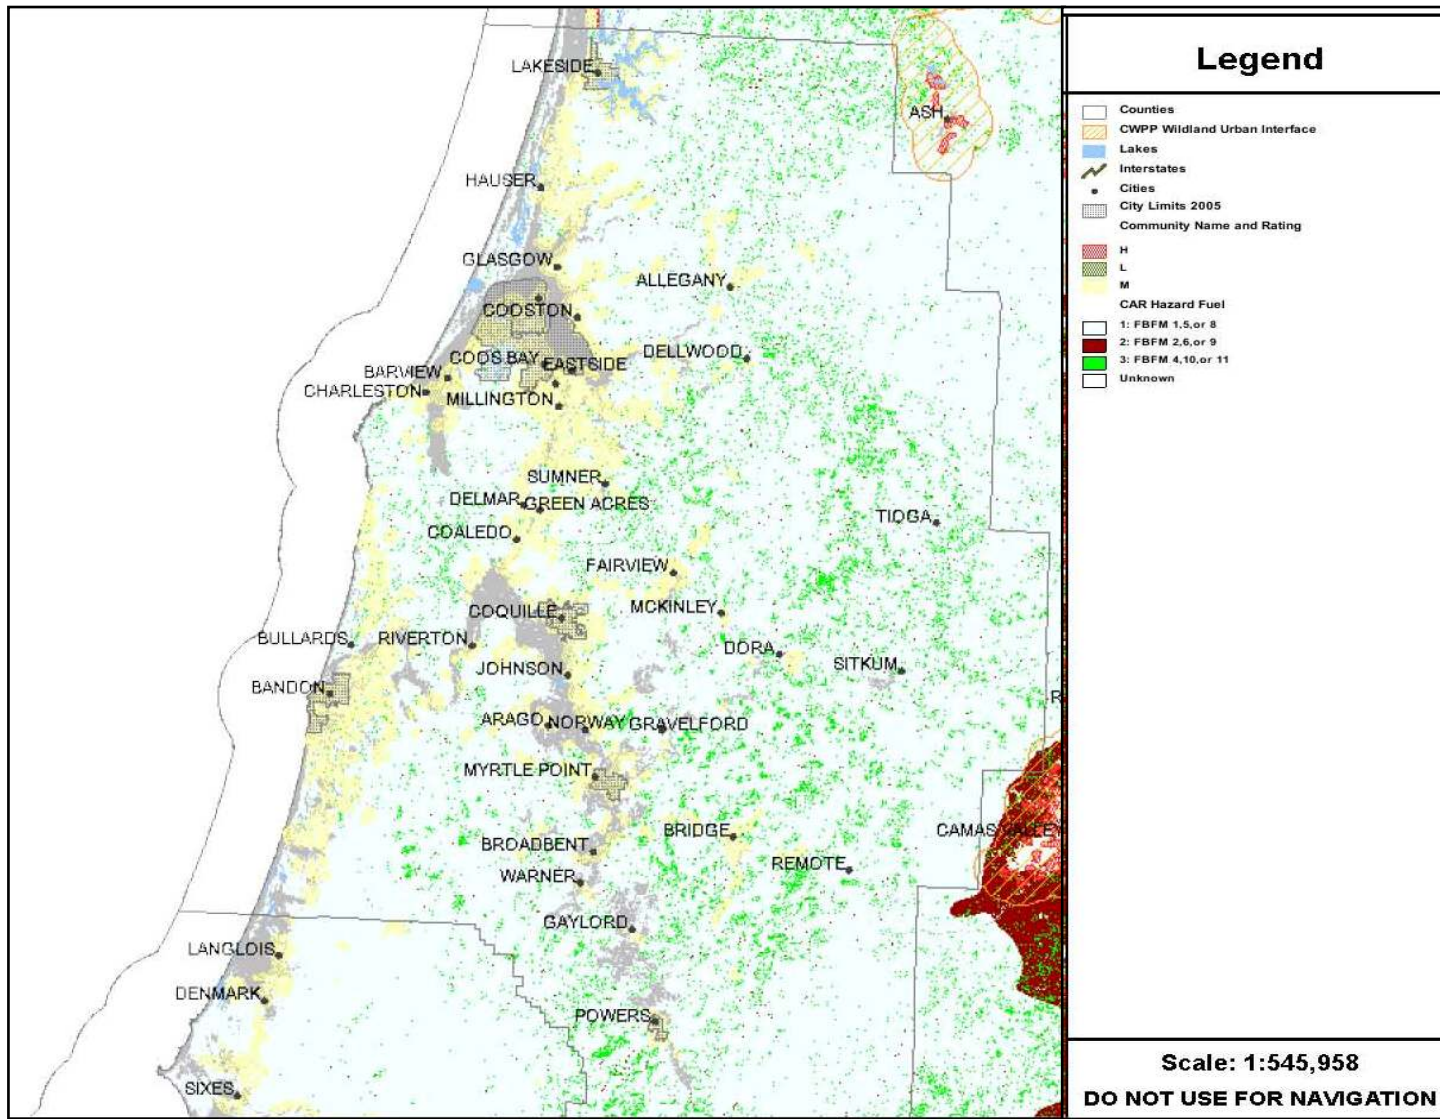 LAKESIDE
ASH
HAUSER
GLASGOW
ALLEGANY
COOSTON
DELLWOOD
COOS BAY
EASTSIDE
BARVIEW
CHARLESTON
MILLINGTON
SUMNER
DELMAR
GREEN ACRES
TIOGA
COALEDO
FAIRVIEW
COQUILLE
MCKINLEY
BULLARDS
RIVERTON
DORA
SITKUM
JOHNSON
BANDON
R
ARAGO
NORWAY
GRAVELFORD
MYRTLE POINT
BRIDGE
CAMAS VALLEY
BROADBENT
REMOTE
WARNER
GAYLORD
LANGLOIS
DENMARK
POWERS
SIXES
Legend
Counties
CWPP Wildland Urban Interface
Lakes
Interstates
Cities
City Limits 2005
Community Name and Rating
H
L
M
CAR Hazard Fuel
1: FBFM 1,5,or 8
2: FBFM 2,6,or 9
3: FBFM 4,10,or 11
Unknown
Scale: 1:545,958
DO NOT USE FOR NAVIGATION